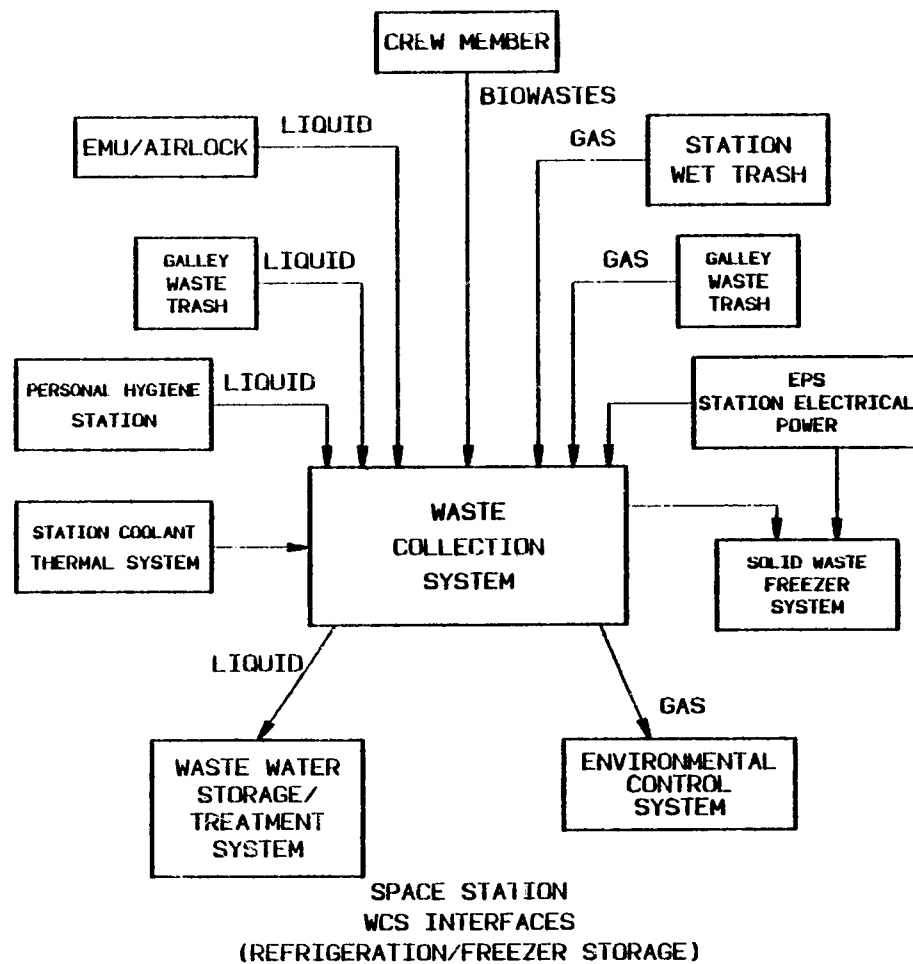 CREW MEMBER
BIOWASTES
LIQUID
EMU/AIRLOCK
GAS
STATION
WET TRASH
GALLEY
WASTE
TRASH
LIQUID
GAS
GALLEY
WASTE
TRASH
PERSONAL HYGIENE
STATION
LIQUID
EPS
STATION ELECTRICAL
POWER
STATION COOLANT
THERMAL SYSTEM
WASTE
COLLECTION
SYSTEM
SOLID WASTE
FREEZER
SYSTEM
LIQUID
GAS
WASTE WATER
STORAGE/
TREATMENT
SYSTEM
ENVIRONMENTAL
CONTROL
SYSTEM
SPACE STATION
WCS INTERFACES
(REFRIGERATION/FREEZER STORAGE)